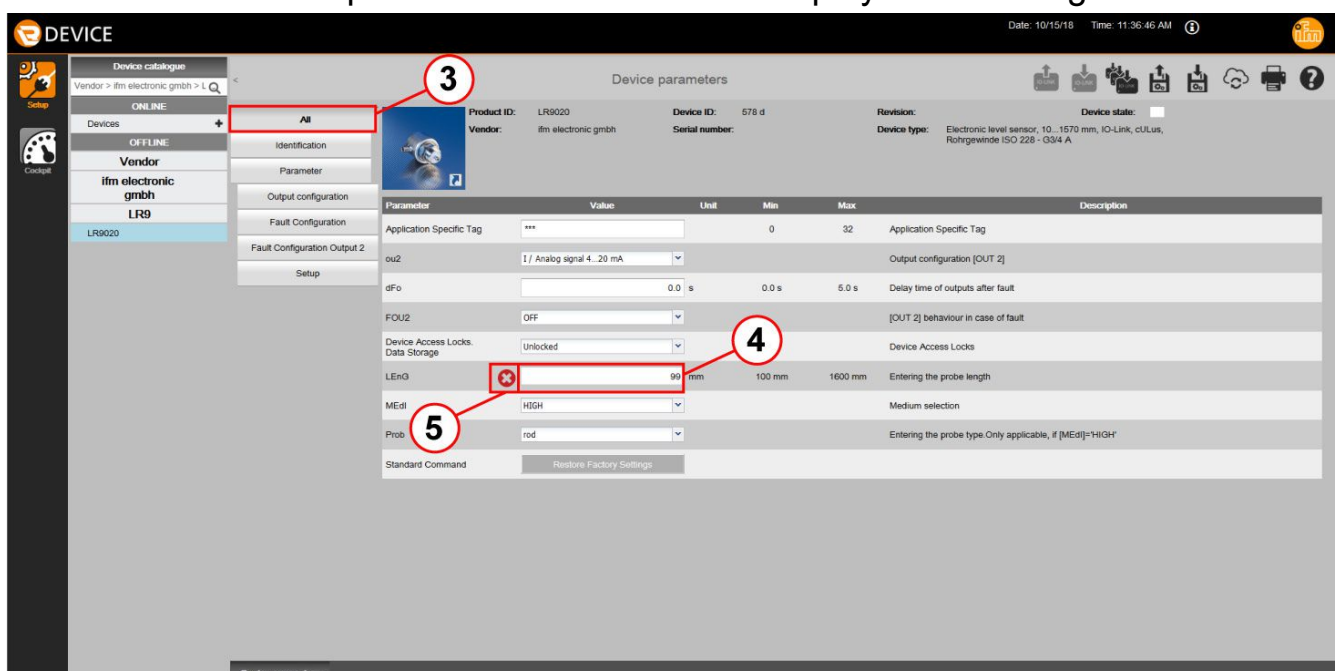 DEVICE
Date: 10/15/18 Time: 11:36:46 AM
ifm
Setup
Cockpit
Device catalogue
Vendor > ifm electronic gmbh > L
ONLINE
Devices +
OFFLINE
Vendor
ifm electronic
gmbh
LR9
LR9020
<
3
Device parameters
All
Identification
Parameter
Output configuration
Fault Configuration
Fault Configuration Output 2
Setup
Product ID: LR9020 Device ID: 578 d Revision: Device state:
Vendor: ifm electronic gmbh Serial number: Device type: Electronic level sensor, 10...1570 mm, IO-Link, cULus,
Rohrgewinde ISO 228 - G3/4 A
Parameter Value Unit Min Max Description
Application Specific Tag *** 0 32 Application Specific Tag
ou2 I / Analog signal 4...20 mA Output configuration [OUT 2]
dFo 0.0 s 0.0 s 5.0 s Delay time of outputs after fault
FOU2 OFF [OUT 2] behaviour in case of fault
Device Access Locks.
Data Storage Unlocked Device Access Locks
4
LEnG 99 mm 100 mm 1600 mm Entering the probe length
MEdI HIGH Medium selection
5
Prob rod Entering the probe type.Only applicable, if [MEdI]='HIGH'
Standard Command Restore Factory Settings